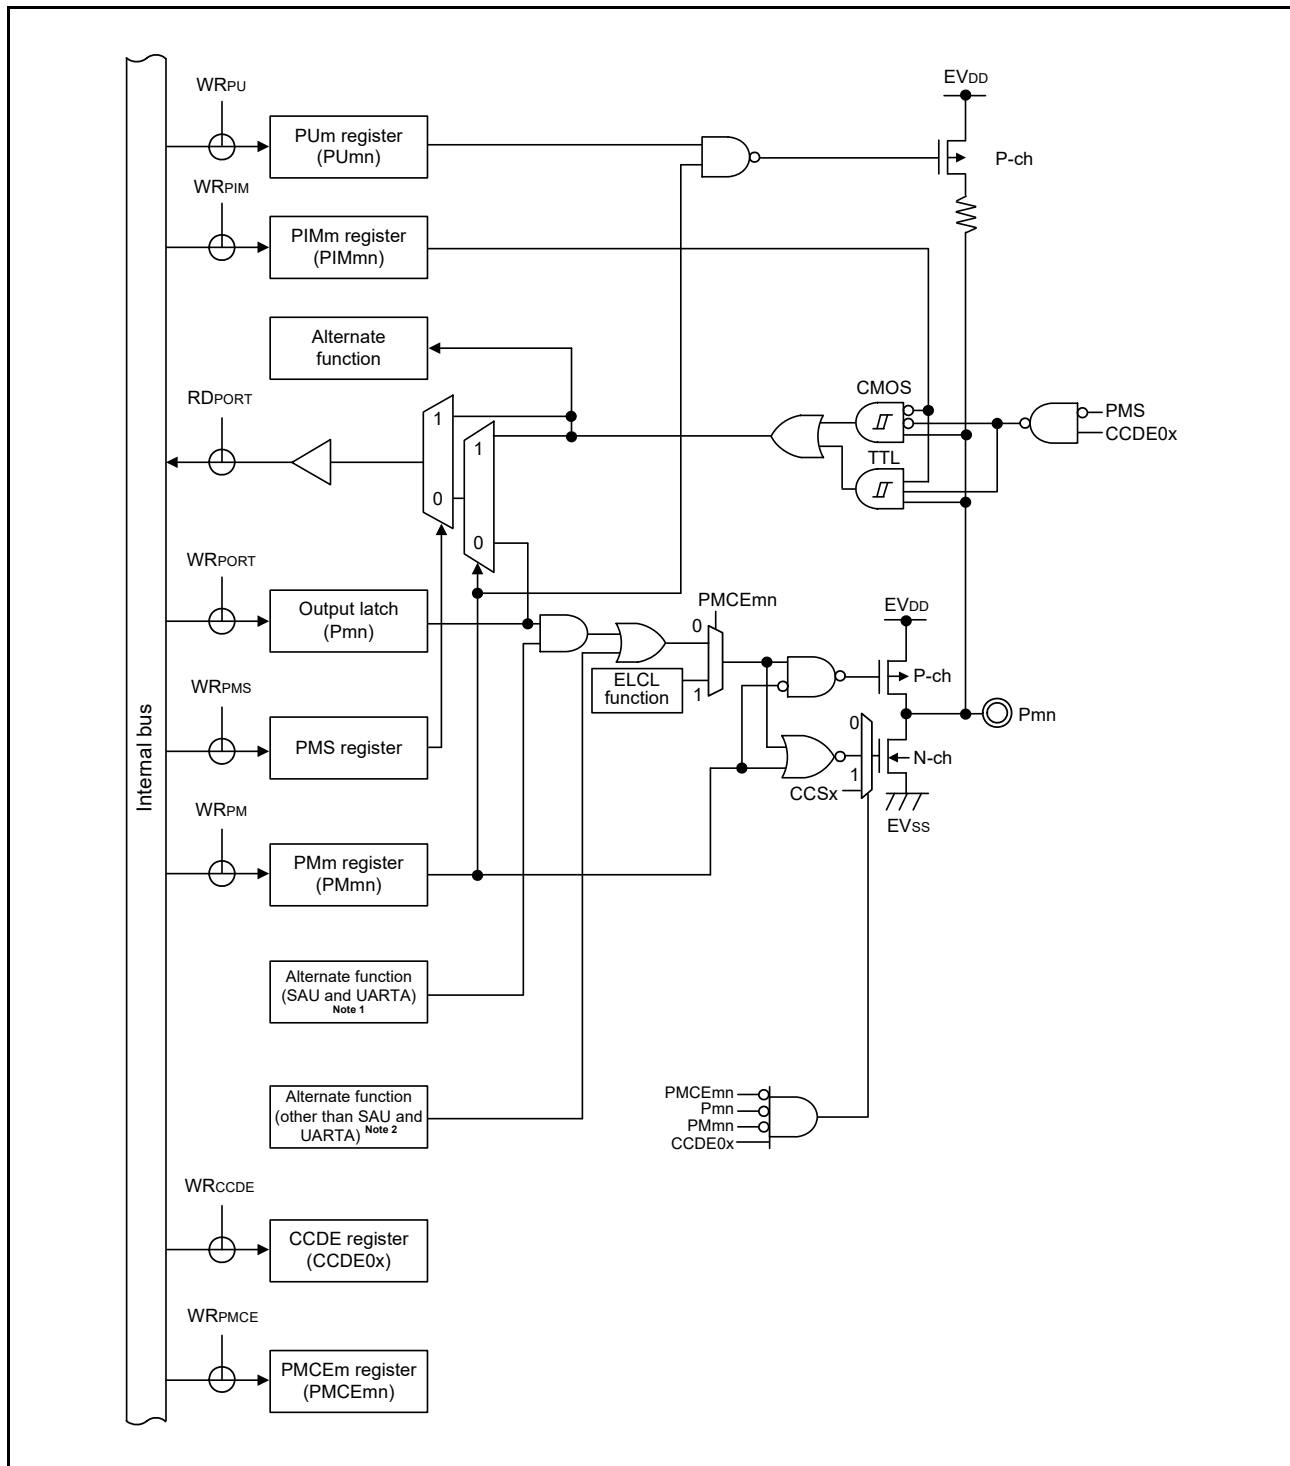 WRPU
EVDD
PUm register
(PUmn)
P-ch
WRPIM
PIMm register
(PIMmn)
Alternate
function
CMOS
RDPORT
1
PMS
CCDE0x
1
TTL
0
0
WRPORT
PMCEmn
Output latch
(Pmn)
EVDD
0
ELCL
function
1
P-ch
WRPMS
Pmn
0
PMS register
N-ch
1
CCSx
Internal bus
WRPM
EVSS
PMm register
(PMmn)
Alternate function
(SAU and UARTA)
Note 1
Alternate function
(other than SAU and
UARTA) Note 2
PMCEmn
Pmn
PMmn
CCDE0x
WRCCDE
CCDE register
(CCDE0x)
WRPMCE
PMCEm register
(PMCEmn)